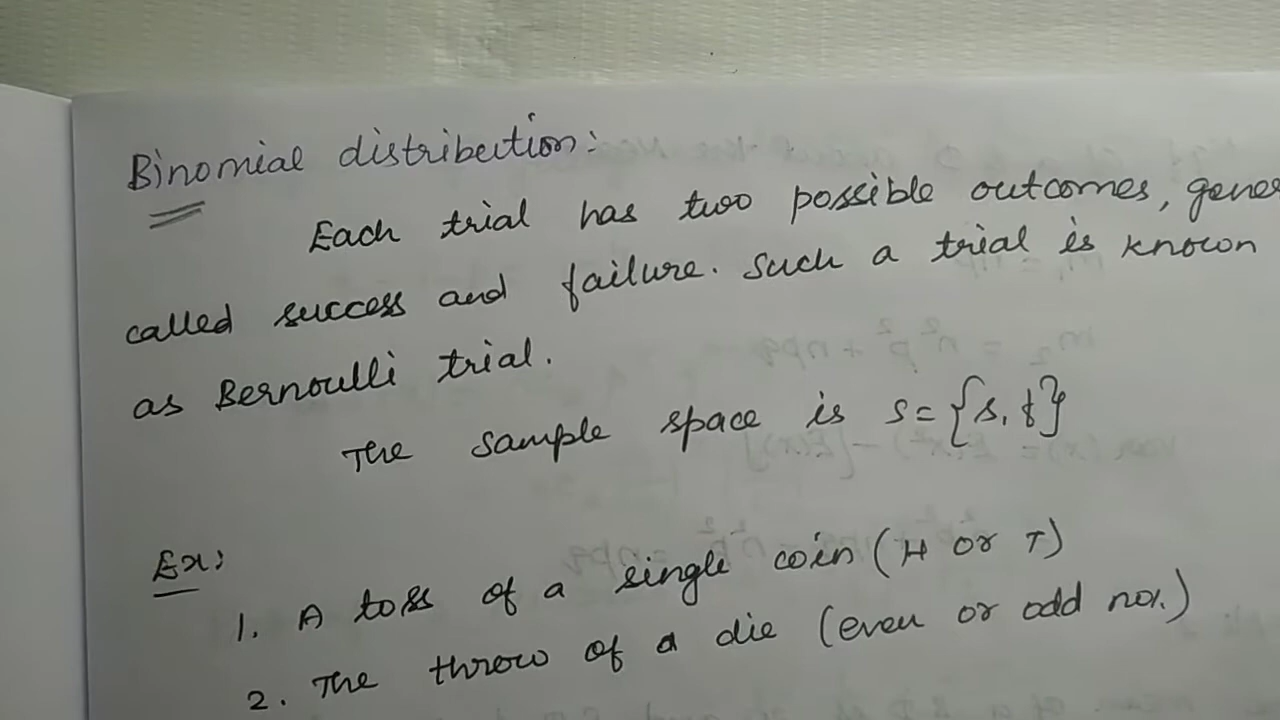 Binomial distribution:
Each trial has two possible outcomes, gener
called success and failure. Such a trial is known
as Bernoulli trial.
The sample space is s={s, f}
Ex:
1. A toss of a single coin (H or T)
2. The throw of a die (even or odd nos.)